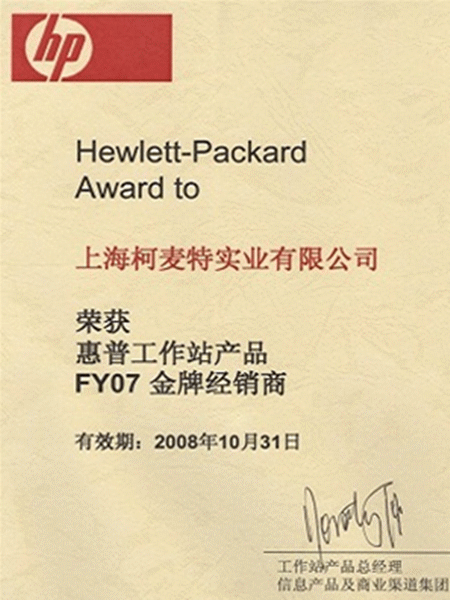 hp
Hewlett-Packard
Award to
上海柯麦特实业有限公司
荣获
惠普工作站产品
FY07 金牌经销商
有效期：2008年10月31日
工作站产品总经理
信息产品及商业渠道集团